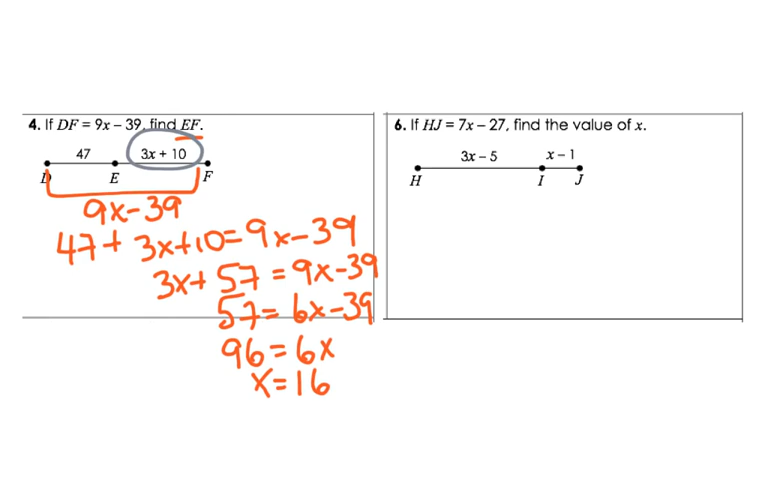 4. If DF = 9x – 39, find EF.
47
3x + 10
D
E
F
9x-39
47+ 3x+10=9x-39
3x+ 57 = 9x-39
57= 6x-39
96=6x
x=16
6. If HJ = 7x – 27, find the value of x.
3x – 5
x – 1
H
I
J